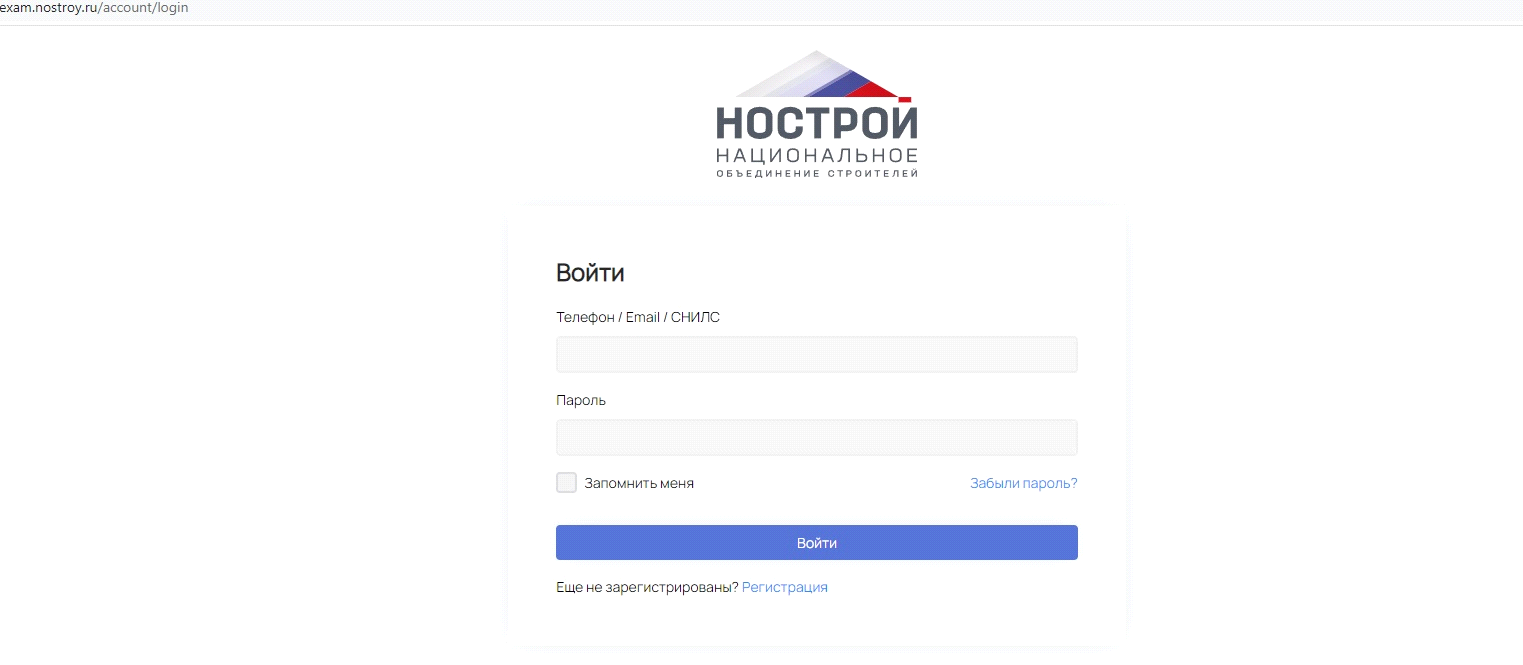 exam.nostroy.ru/account/login
НОСТРОЙ
НАЦИОНАЛЬНОЕ
ОБЪЕДИНЕНИЕ СТРОИТЕЛЕЙ
Войти
Телефон / Email / СНИЛС
Пароль
Запомнить меня Забыли пароль?
Войти
Еще не зарегистрированы? Регистрация